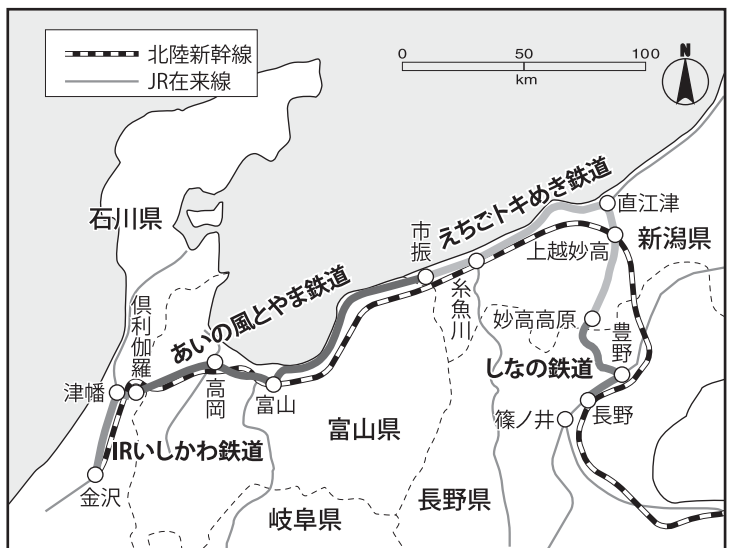 北陸新幹線
JR在来線
0 50 100
km
N
石川県
えちごトキめき鉄道
直江津
市振
上越妙高
新潟県
糸魚川
あいの風とやま鉄道
倶利伽羅
妙高高原
豊野
しなの鉄道
津幡
高岡
富山
長野
篠ノ井
富山県
IRいしかわ鉄道
金沢
長野県
岐阜県